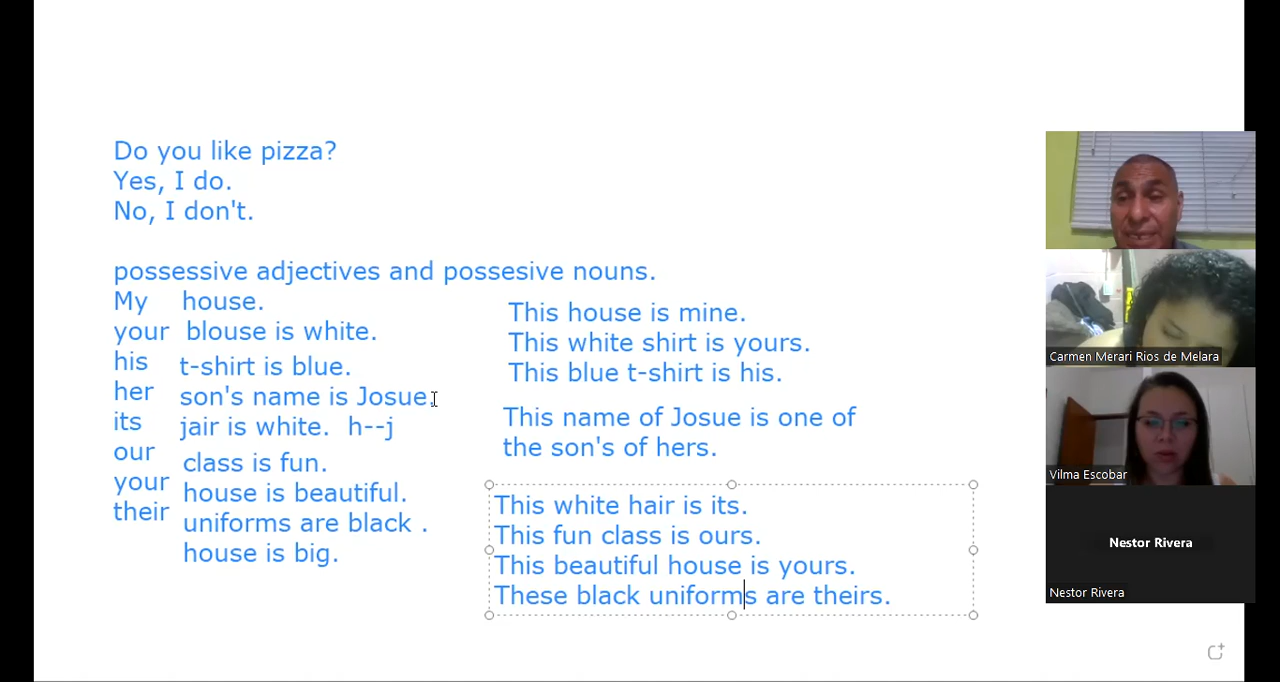 Do you like pizza?
Yes, I do.
No, I don't.
possessive adjectives and possesive nouns.
My house.
your blouse is white.
his t-shirt is blue.
her son's name is Josue.
its jair is white. h--j
our class is fun.
your house is beautiful.
their uniforms are black .
house is big.
This house is mine.
This white shirt is yours.
This blue t-shirt is his.
This name of Josue is one of
the son's of hers.
This white hair is its.
This fun class is ours.
This beautiful house is yours.
These black uniforms are theirs.
Carmen Merari Rios de Melara
Vilma Escobar
Nestor Rivera
Nestor Rivera